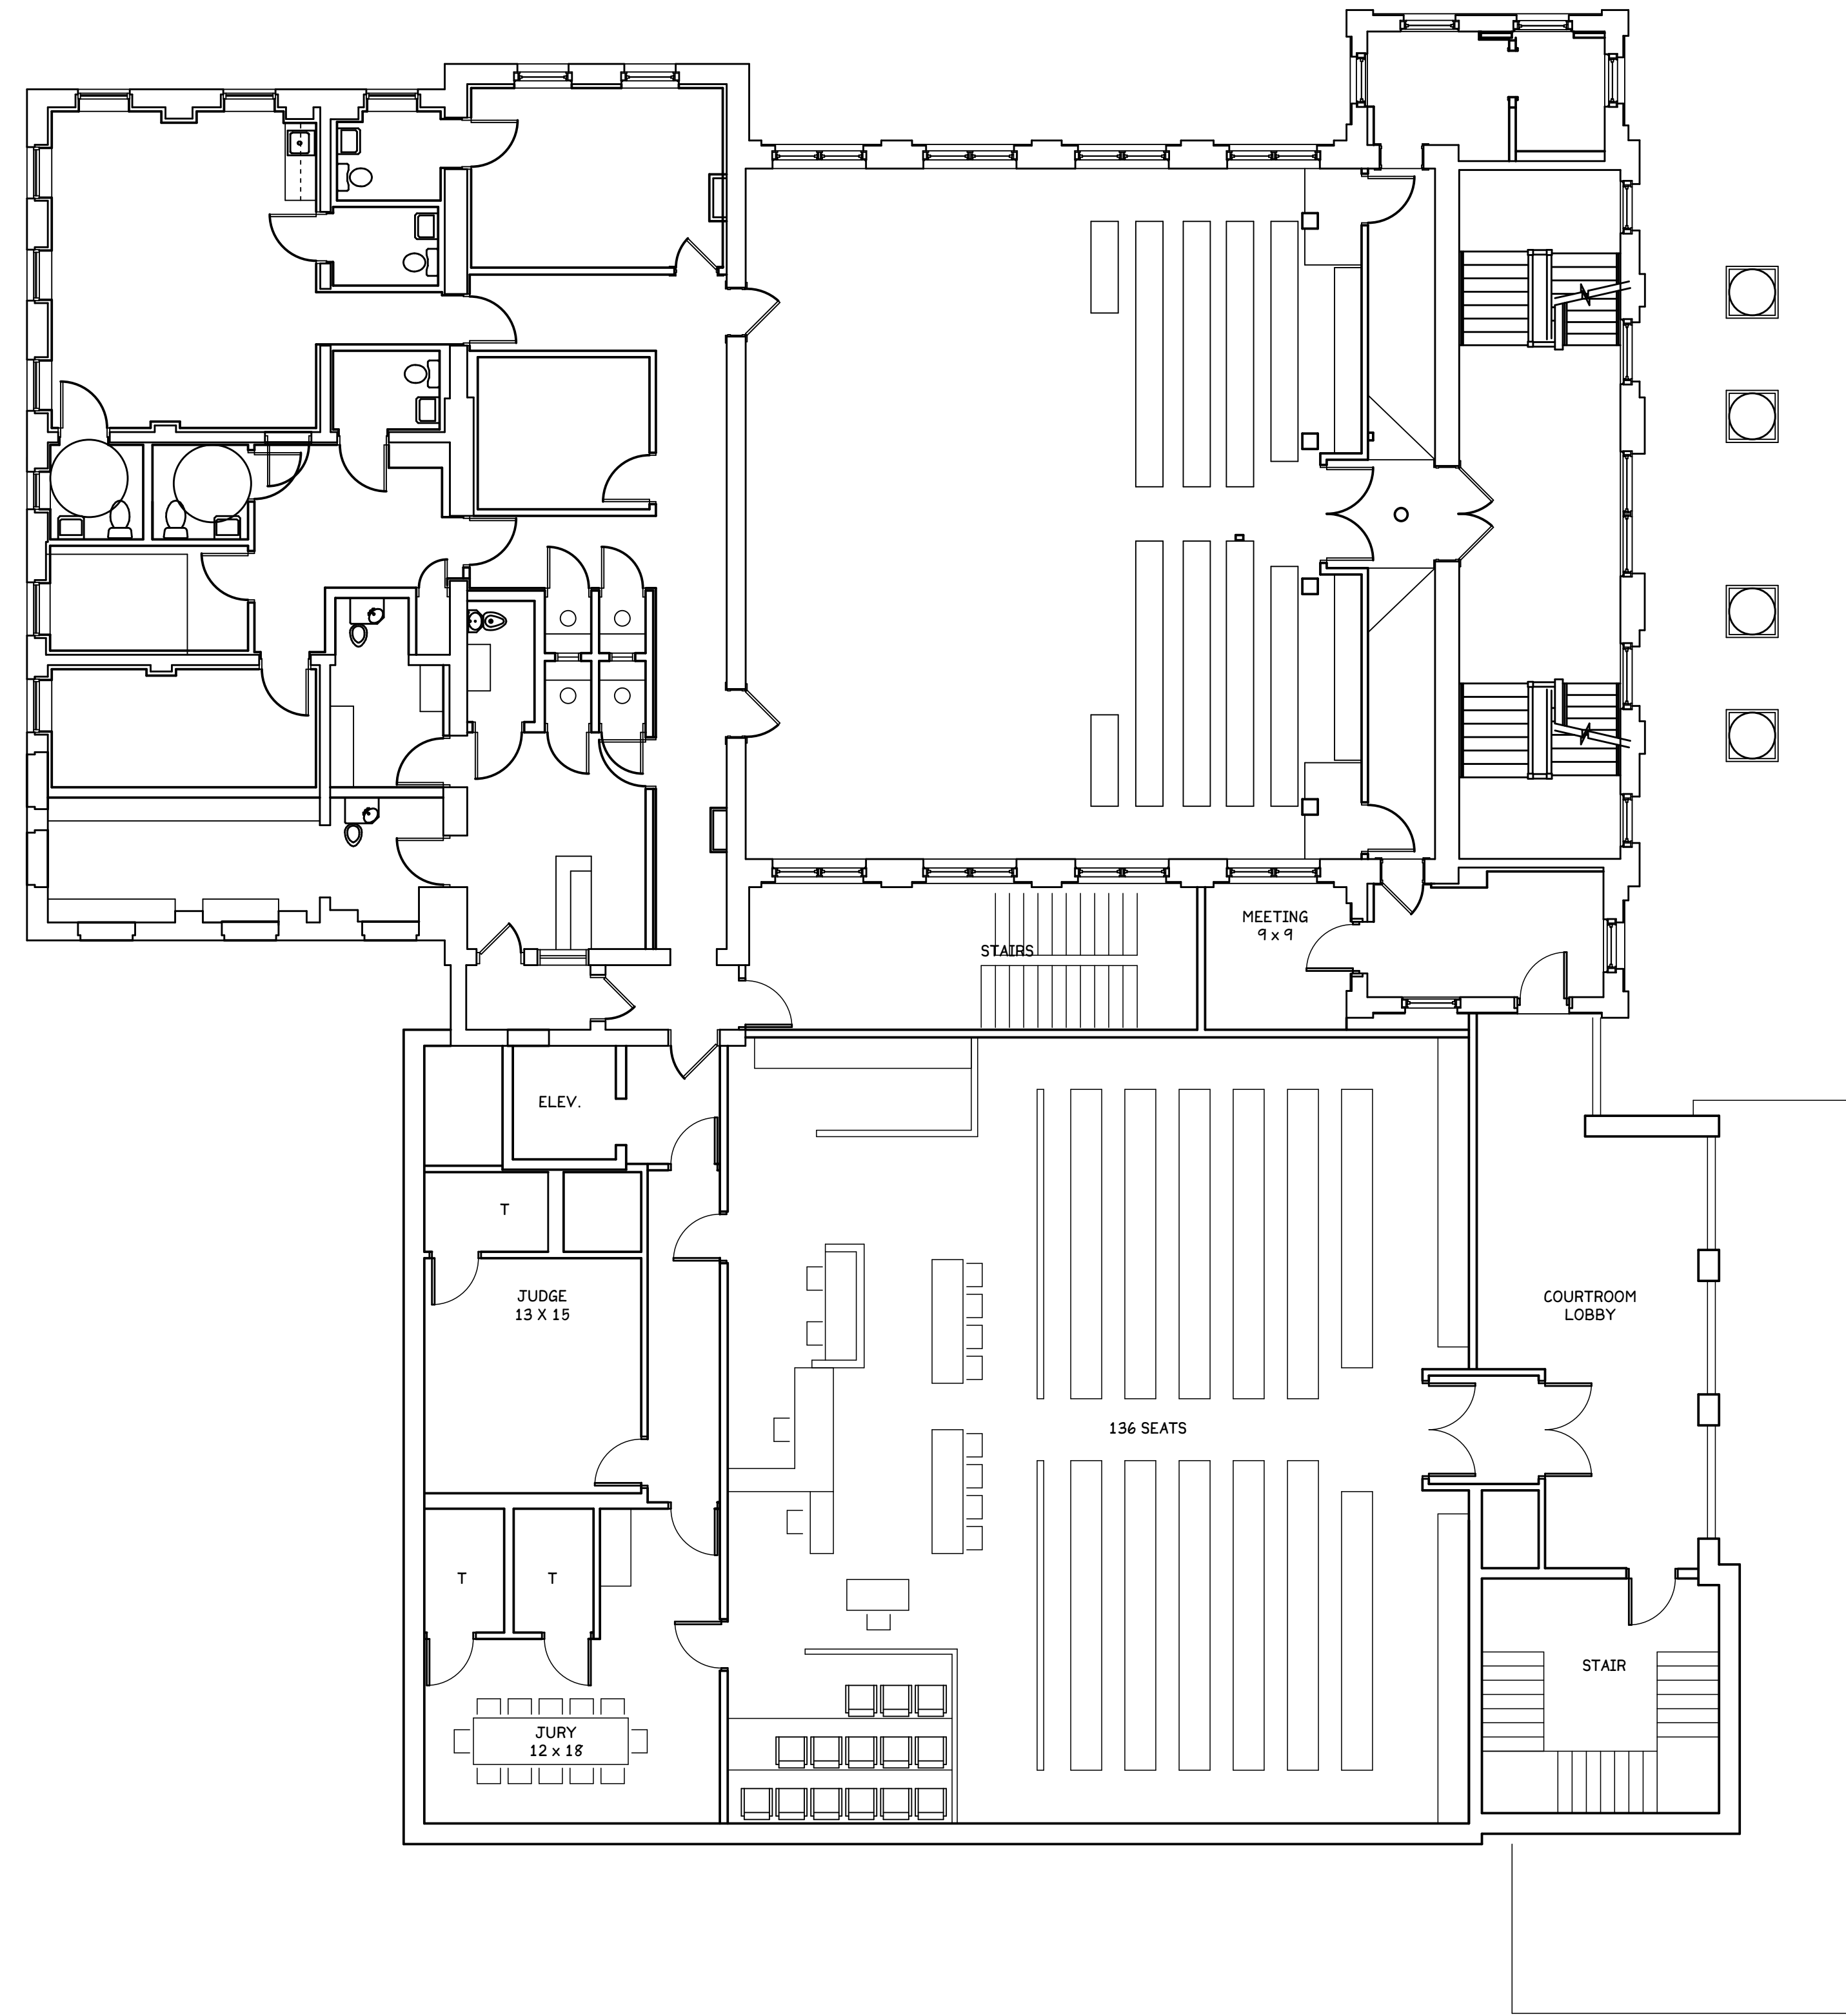 MEETING
9 x 9
STAIRS
ELEV.
T
JUDGE
13 X 15
COURTROOM
LOBBY
136 SEATS
T
T
STAIR
JURY
12 x 18